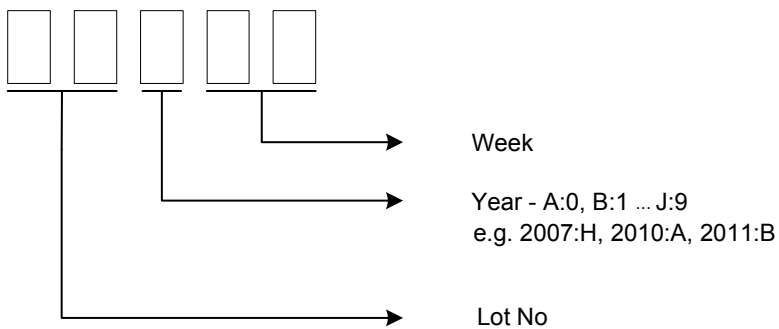 Week
Year - A:0, B:1 ... J:9
e.g. 2007:H, 2010:A, 2011:B
Lot No